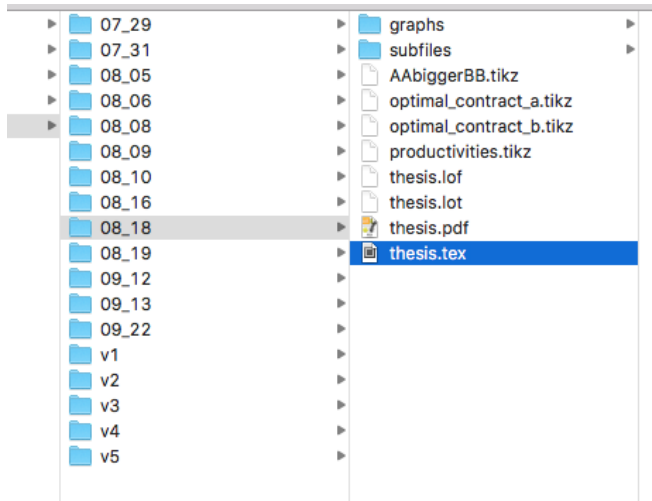 07_29
07_31
08_05
08_06
08_08
08_09
08_10
08_16
08_18
08_19
09_12
09_13
09_22
v1
v2
v3
v4
v5
graphs
subfiles
AAbiggerBB.tikz
optimal_contract_a.tikz
optimal_contract_b.tikz
productivities.tikz
thesis.lof
thesis.lot
thesis.pdf
thesis.tex